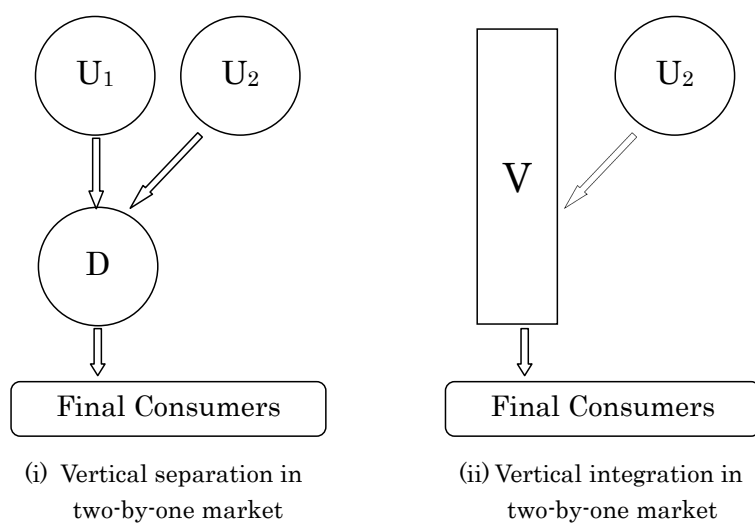 U1
U2
D
Final Consumers
(i) Vertical separation in
two-by-one market
V
U2
Final Consumers
(ii) Vertical integration in
two-by-one market